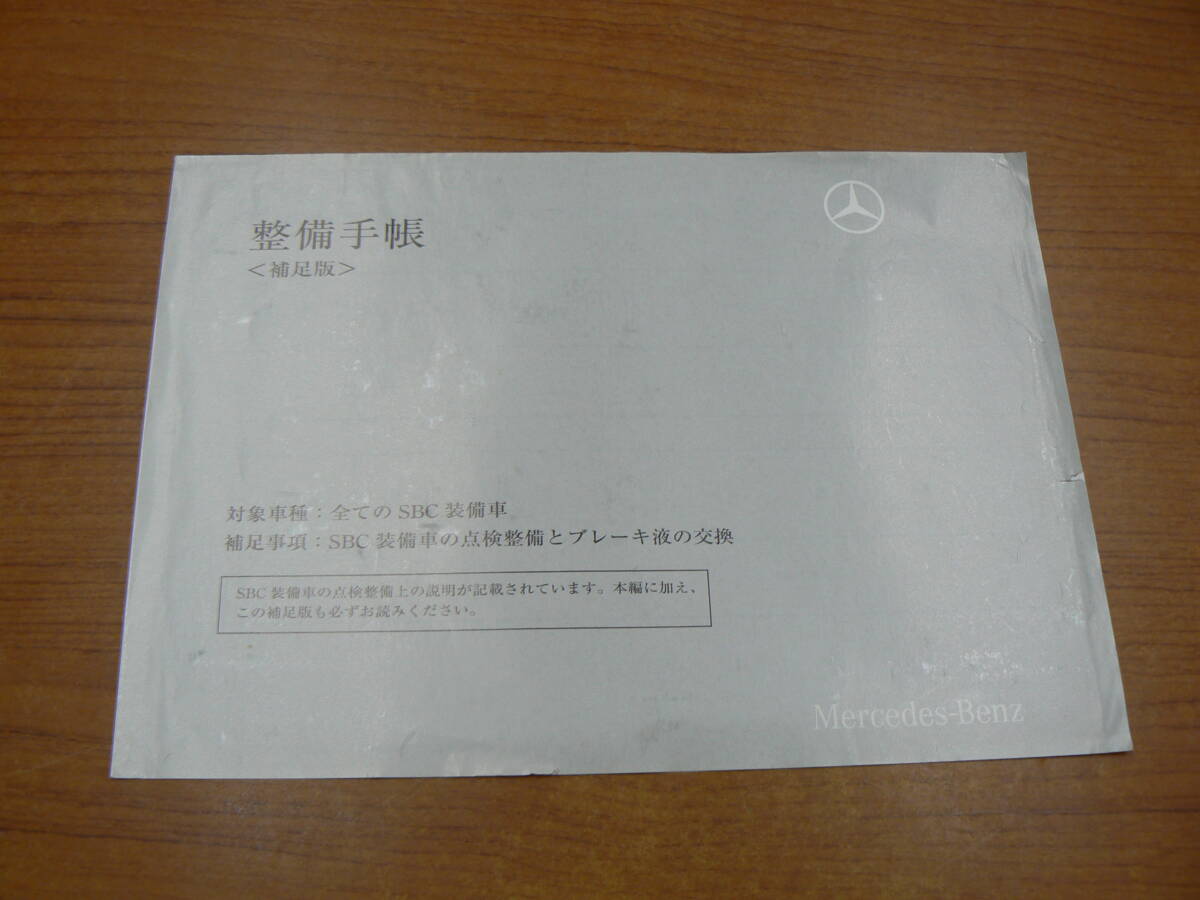 整備手帳
<補足版>
対象車種：全ての SBC 装備車
補足事項：SBC 装備車の点検整備とブレーキ液の交換
SBC 装備車の点検整備上の説明が記載されています。本編に加え、
この補足版も必ずお読みください。
Mercedes-Benz